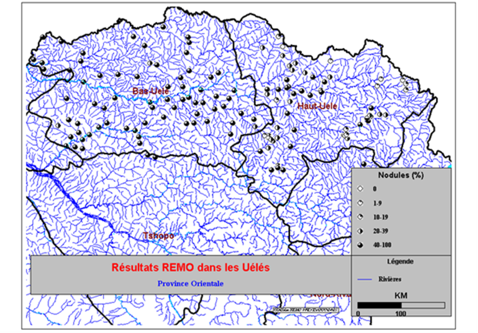 Bas-Uele
Haut-Uele
Tshopo
Nodules (%)
0
1-9
10-19
20-39
40-100
Légende
Rivières
KM
100
Résultats REMO dans les Uélés
Province Orientale